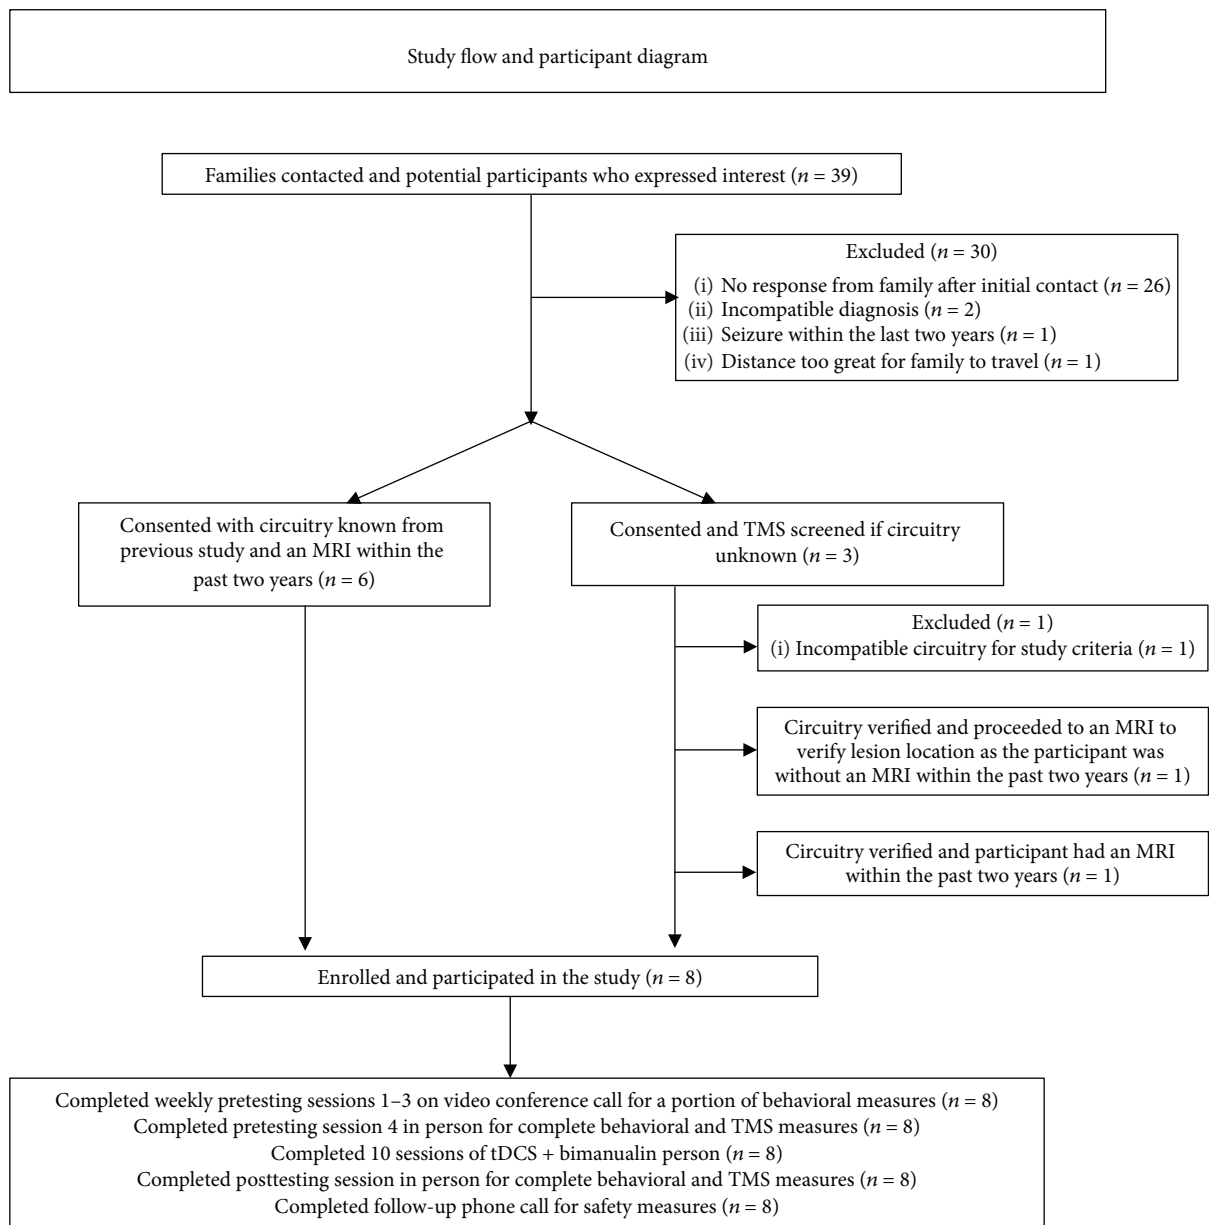 Study flow and participant diagram
Families contacted and potential participants who expressed interest (n = 39)
Excluded (n = 30)
(i) No response from family after initial contact (n = 26)
(ii) Incompatible diagnosis (n = 2)
(iii) Seizure within the last two years (n = 1)
(iv) Distance too great for family to travel (n = 1)
Consented with circuitry known from
previous study and an MRI within the
past two years (n = 6)
Consented and TMS screened if circuitry
unknown (n = 3)
Excluded (n = 1)
(i) Incompatible circuitry for study criteria (n = 1)
Circuitry verified and proceeded to an MRI to
verify lesion location as the participant was
without an MRI within the past two years (n = 1)
Circuitry verified and participant had an MRI
within the past two years (n = 1)
Enrolled and participated in the study (n = 8)
Completed weekly pretesting sessions 1–3 on video conference call for a portion of behavioral measures (n = 8)
Completed pretesting session 4 in person for complete behavioral and TMS measures (n = 8)
Completed 10 sessions of tDCS + bimanualin person (n = 8)
Completed posttesting session in person for complete behavioral and TMS measures (n = 8)
Completed follow-up phone call for safety measures (n = 8)